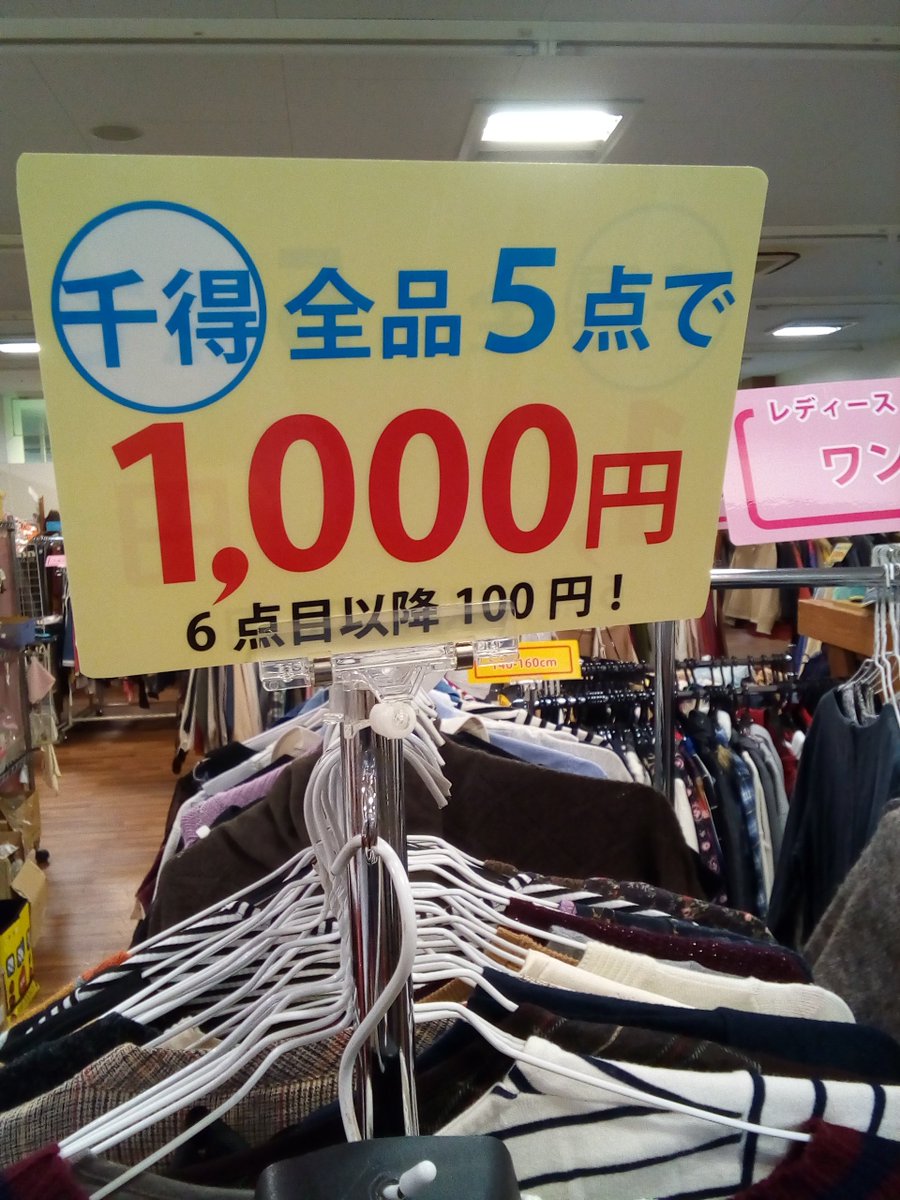 千得 全品5点で
1,000円
6点目以降100円!
レディース
ワン
140-160cm